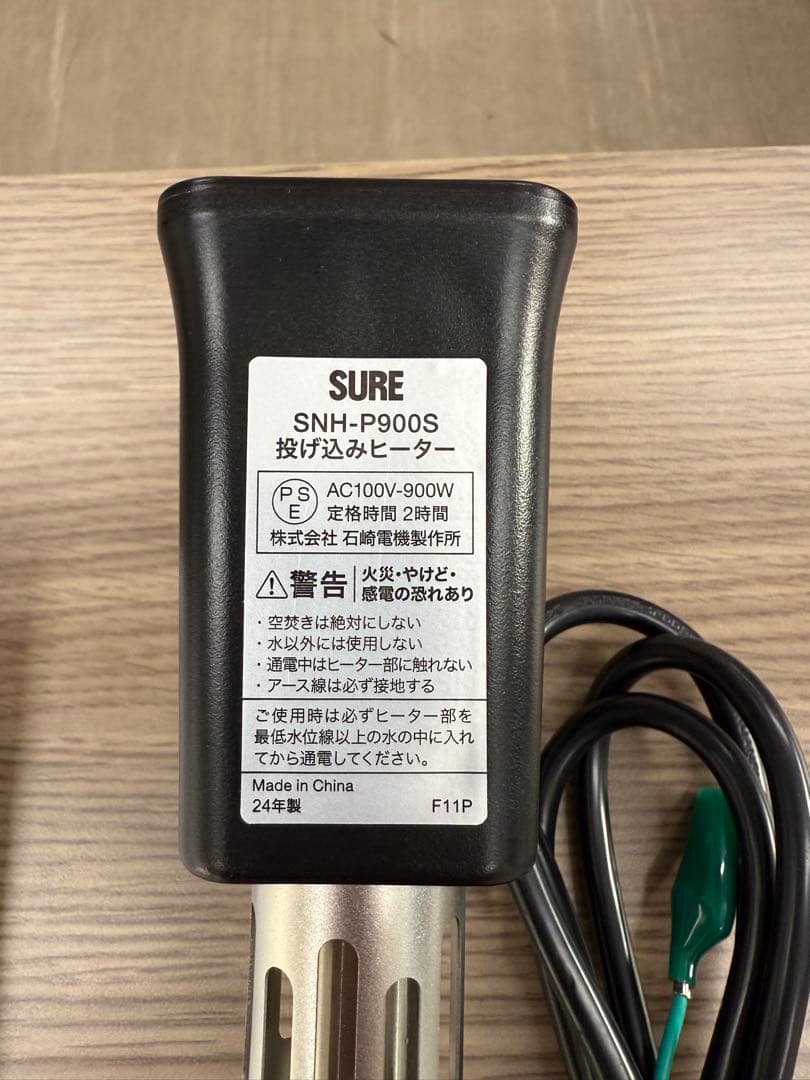 SURE
SNH-P900S
投げ込みヒーター
PS
E
AC100V-900W
定格時間 2時間
株式会社 石崎電機製作所
警告
火災・やけど・
感電の恐れあり
・空焚きは絶対にしない
・水以外には使用しない
・通電中はヒーター部に触れない
・アース線は必ず接地する
ご使用時は必ずヒーター部を
最低水位線以上の水の中に入れ
てから通電してください。
Made in China
24年製 F11P